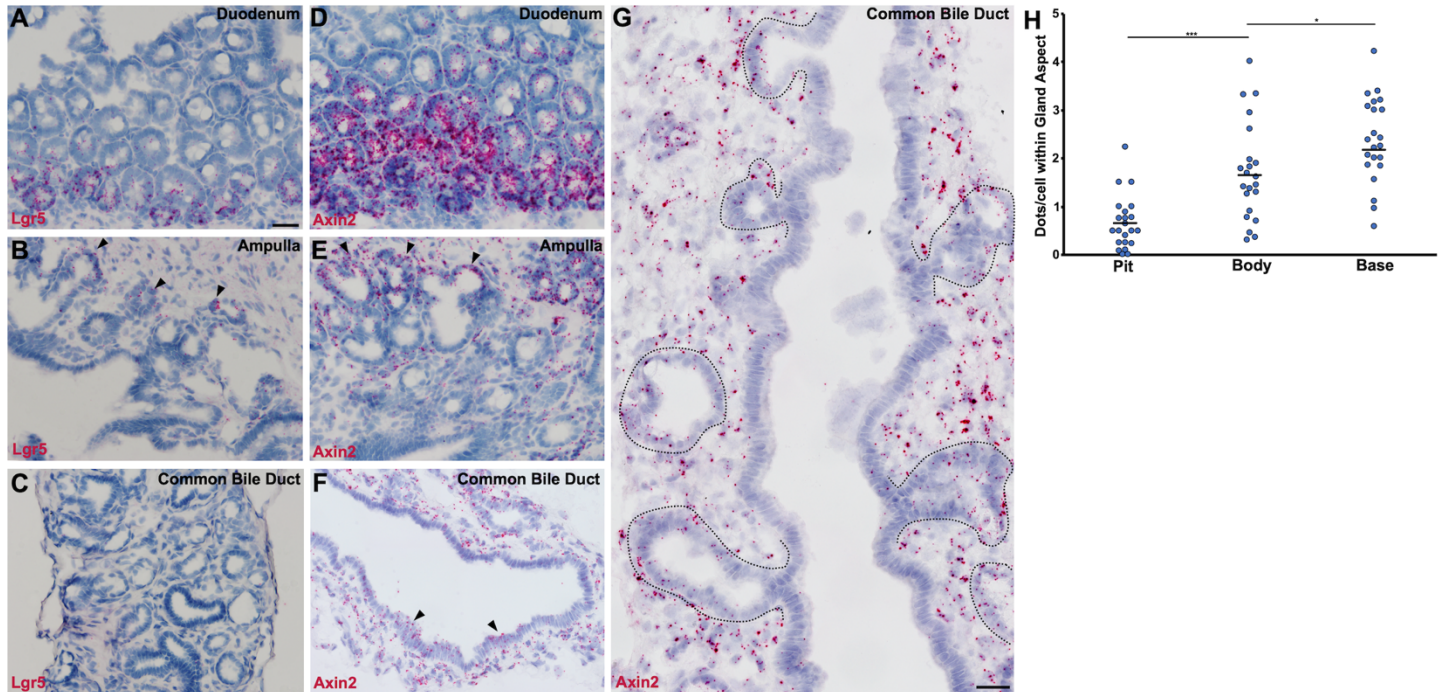 A
Duodenum
Lgr5
B
Ampulla
Lgr5
C
Common Bile Duct
Lgr5
D
Duodenum
Axin2
E
Ampulla
Axin2
F
Common Bile Duct
Axin2
G
Common Bile Duct
Axin2
H
Dots/cell within Gland Aspect
5
4
3
2
1
0
***
*
Pit
Body
Base